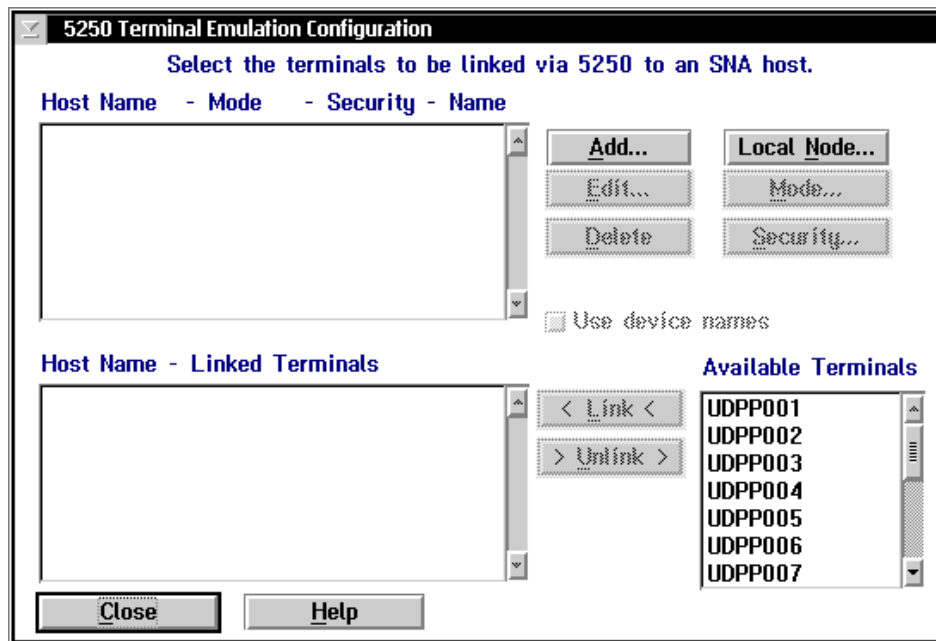 5250 Terminal Emulation Configuration
Select the terminals to be linked via 5250 to an SNA host.
Host Name - Mode - Security - Name
Add...
Local Node...
Edit...
Mode...
Delete
Security...
Use device names
Host Name - Linked Terminals
Available Terminals
< Link <
> Unlink >
UDPP001
UDPP002
UDPP003
UDPP004
UDPP005
UDPP006
UDPP007
Close
Help